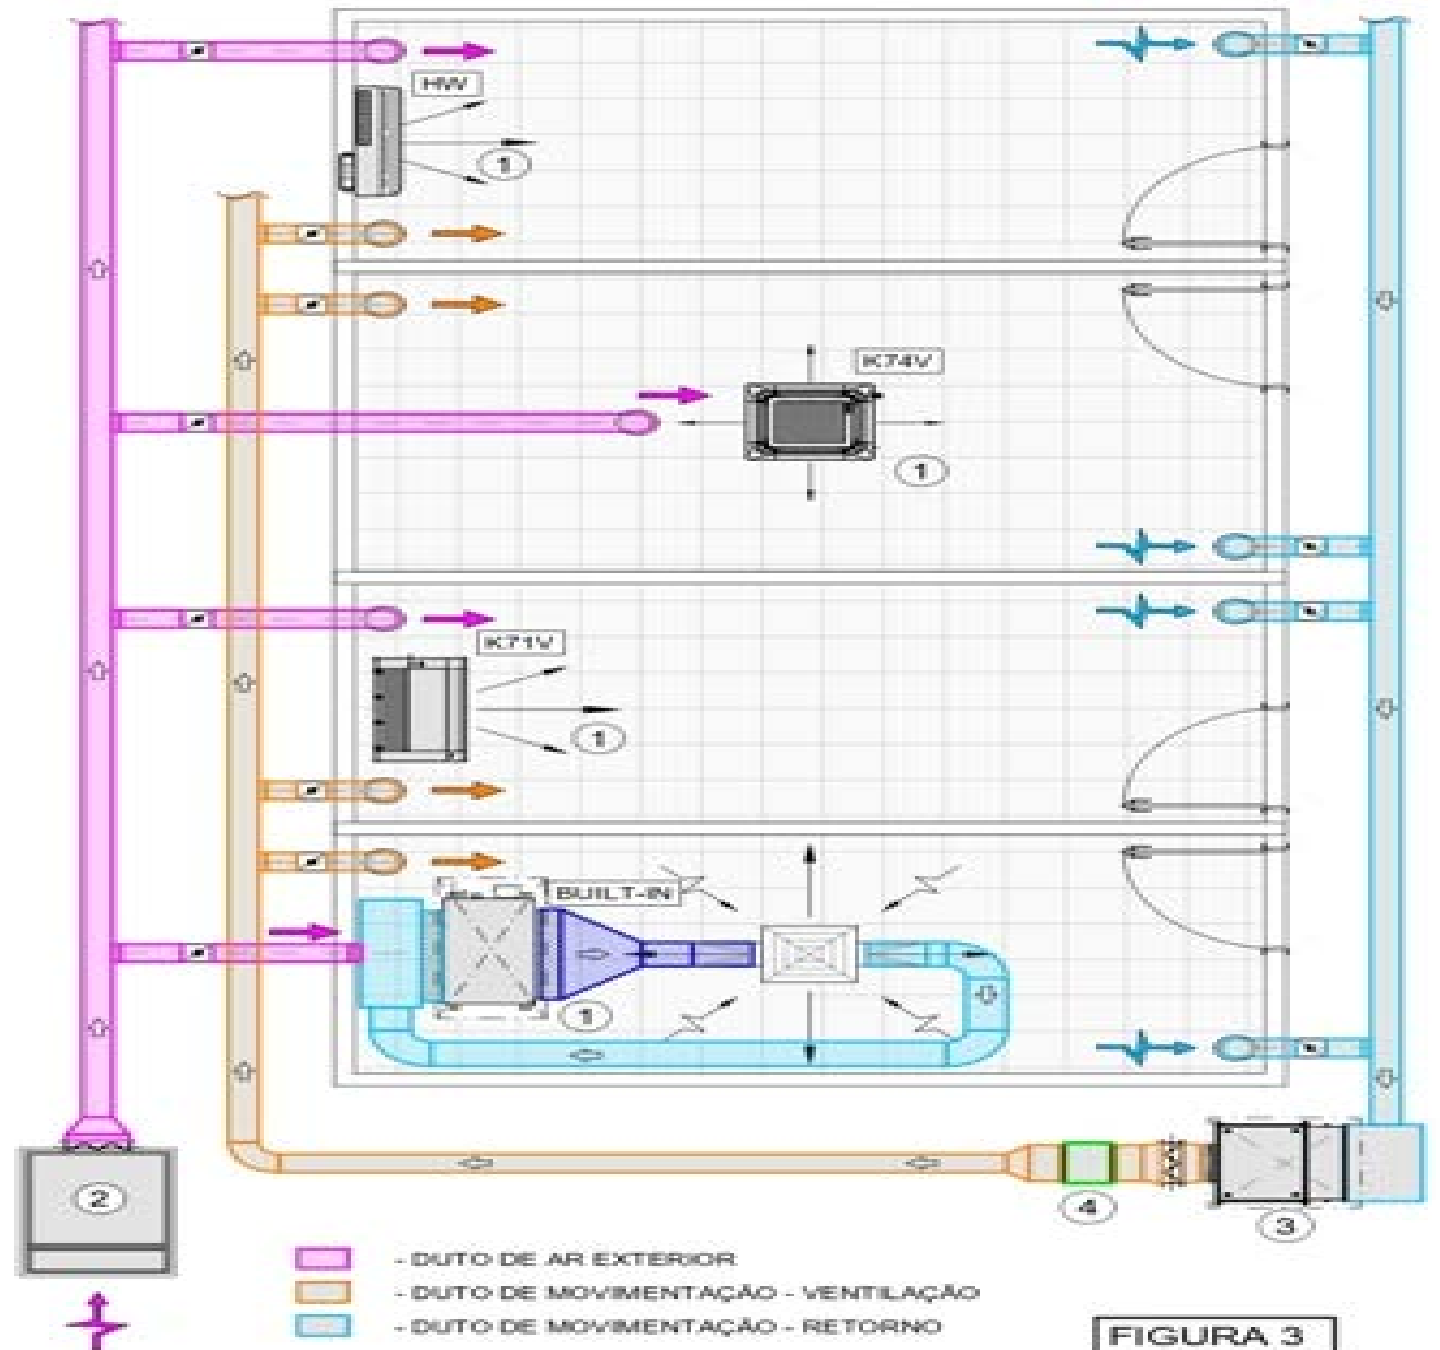 HW
1
K74V
1
K71V
1
BUILT-IN
1
2
4
3
- DUTO DE AR EXTERIOR
- DUTO DE MOVIMENTAÇÃO - VENTILAÇÃO
- DUTO DE MOVIMENTAÇÃO - RETORNO
FIGURA 3